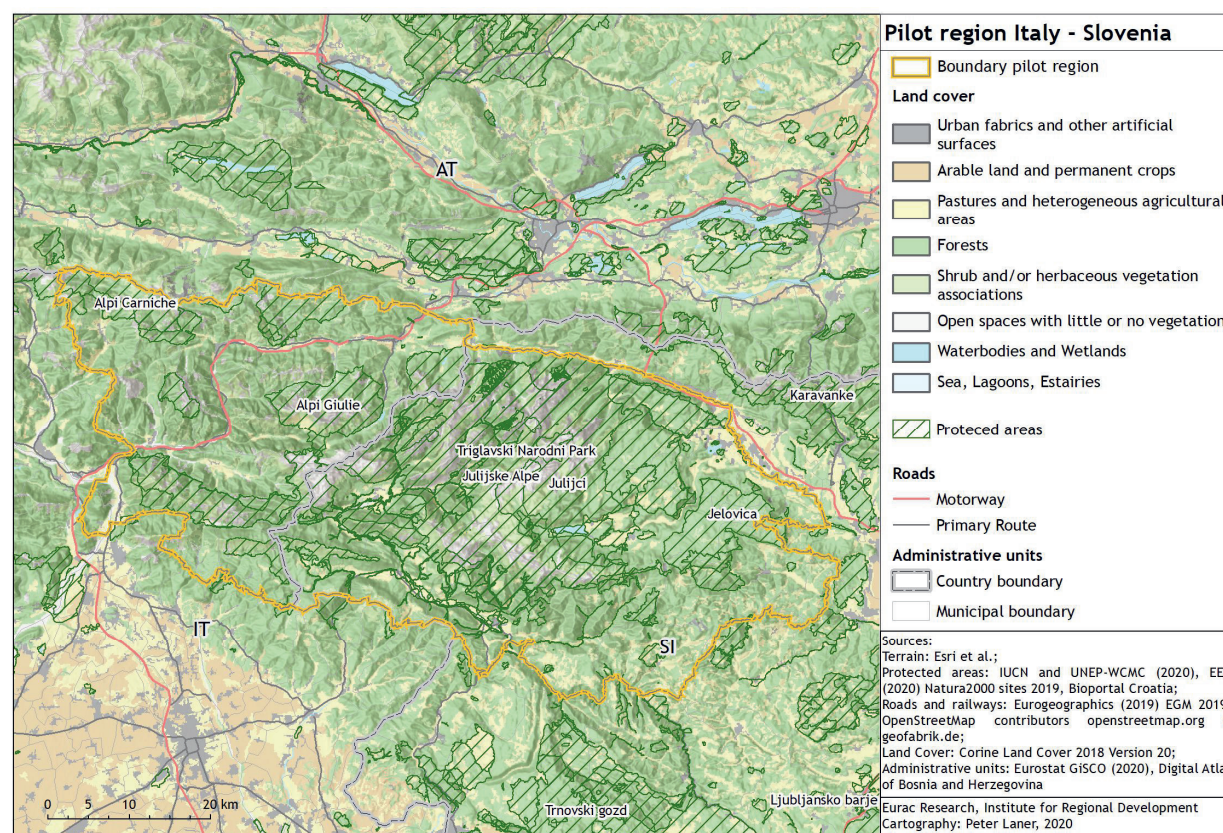 Pilot region Italy - Slovenia
Boundary pilot region
Land cover
Urban fabrics and other artificial
surfaces
Arable land and permanent crops
Pastures and heterogeneous agricultural
areas
Forests
Shrub and/or herbaceous vegetation
associations
Open spaces with little or no vegetation
Waterbodies and Wetlands
Sea, Lagoons, Estairies
Proteced areas
Roads
Motorway
Primary Route
Administrative units
Country boundary
Municipal boundary
Sources:
Terrain: Esri et al.;
Protected areas: IUCN and UNEP-WCMC (2020), EE
(2020) Natura2000 sites 2019, Bioportal Croatia;
Roads and railways: Eurogeographics (2019) EGM 2019
OpenStreetMap contributors openstreetmap.org
geofabrik.de;
Land Cover: Corine Land Cover 2018 Version 20;
Administrative units: Eurostat GiSCO (2020), Digital Atla
of Bosnia and Herzegovina
Eurac Research, Institute for Regional Development
Cartography: Peter Laner, 2020
AT
Alpi Carniche
Karavanke
Alpi Giulie
Triglavski Narodni Park
Julijske Alpe
Julijci
Jelovica
IT
SI
Ljubljansko barje
Trnovski gozd
0 5 10 20 km